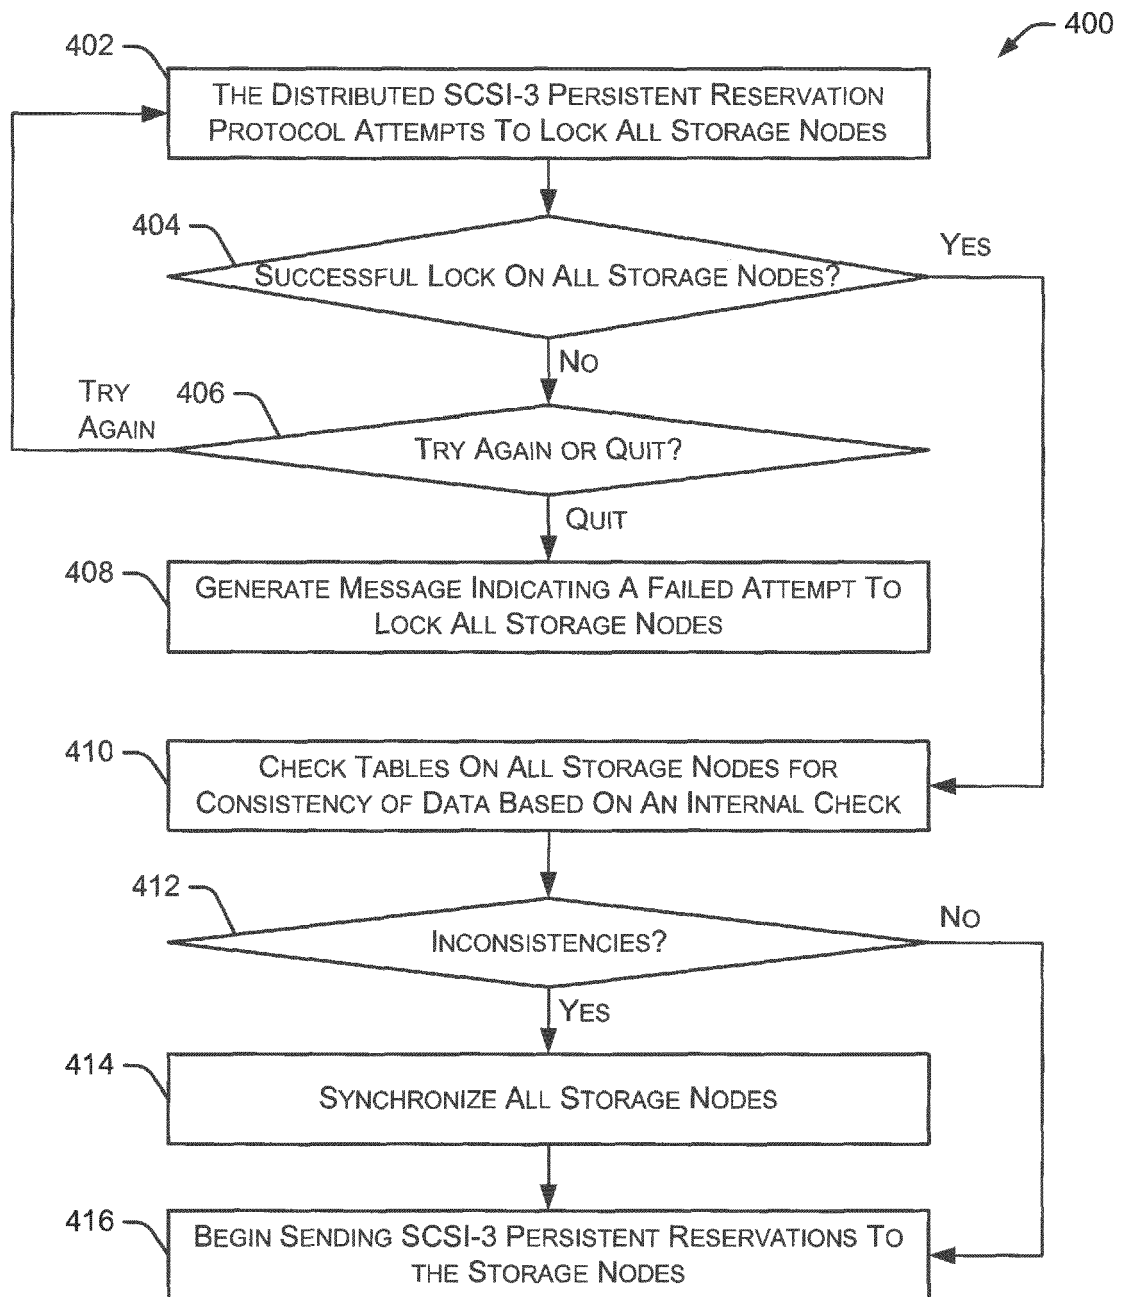 400
402
THE DISTRIBUTED SCSI-3 PERSISTENT RESERVATION
PROTOCOL ATTEMPTS TO LOCK ALL STORAGE NODES
404
YES
SUCCESSFUL LOCK ON ALL STORAGE NODES?
NO
TRY
AGAIN
406
TRY AGAIN OR QUIT?
QUIT
408
GENERATE MESSAGE INDICATING A FAILED ATTEMPT TO
LOCK ALL STORAGE NODES
410
CHECK TABLES ON ALL STORAGE NODES FOR
CONSISTENCY OF DATA BASED ON AN INTERNAL CHECK
412
NO
INCONSISTENCIES?
YES
414
SYNCHRONIZE ALL STORAGE NODES
416
BEGIN SENDING SCSI-3 PERSISTENT RESERVATIONS TO
THE STORAGE NODES